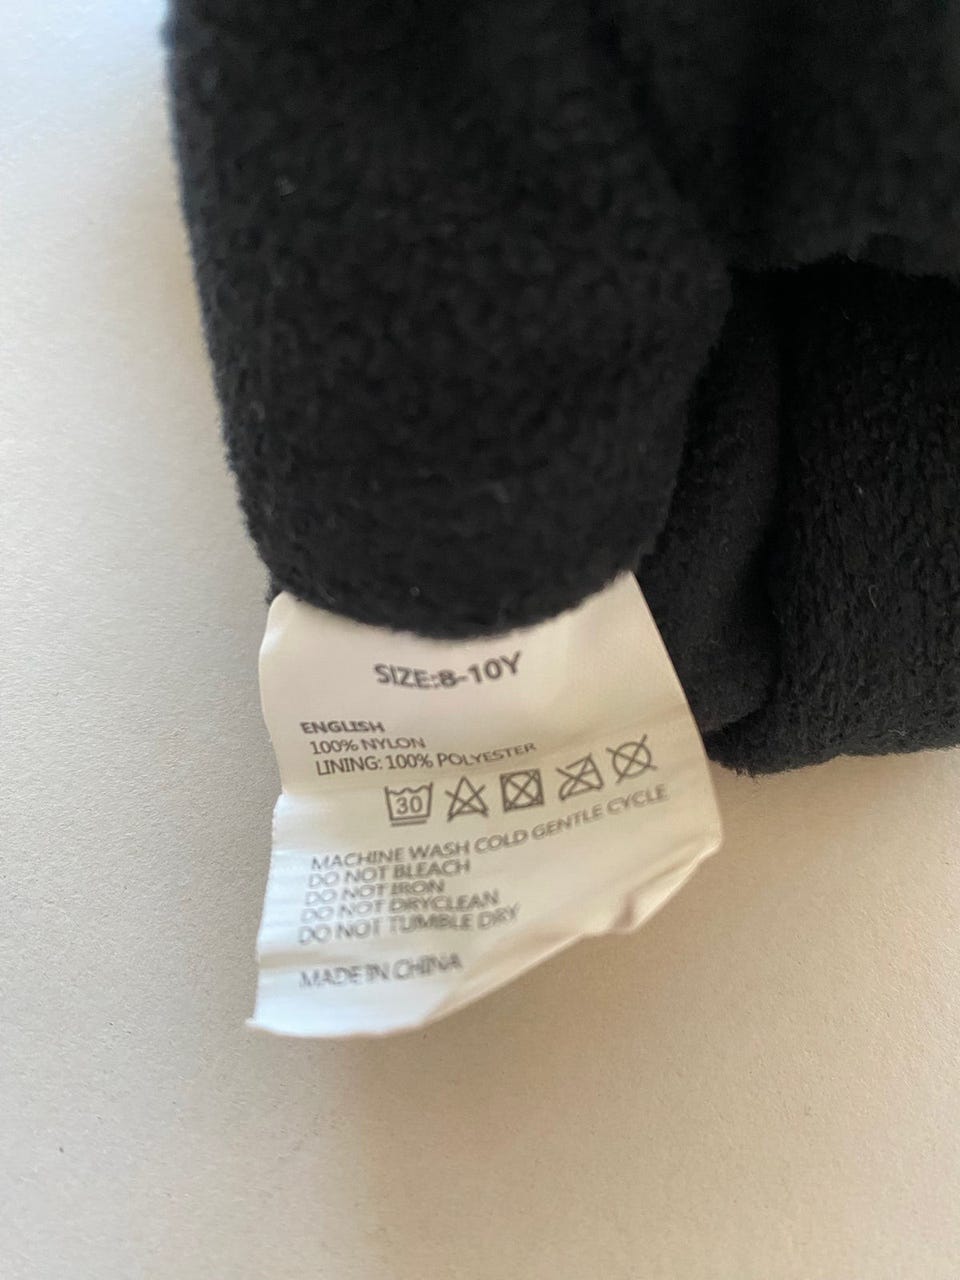 SIZE:8-10Y
ENGLISH
100% NYLON
LINING: 100% POLYESTER
30
MACHINE WASH COLD GENTLE CYCLE
DO NOT BLEACH
DO NOT IRON
DO NOT DRYCLEAN
DO NOT TUMBLE DRY
MADE IN CHINA